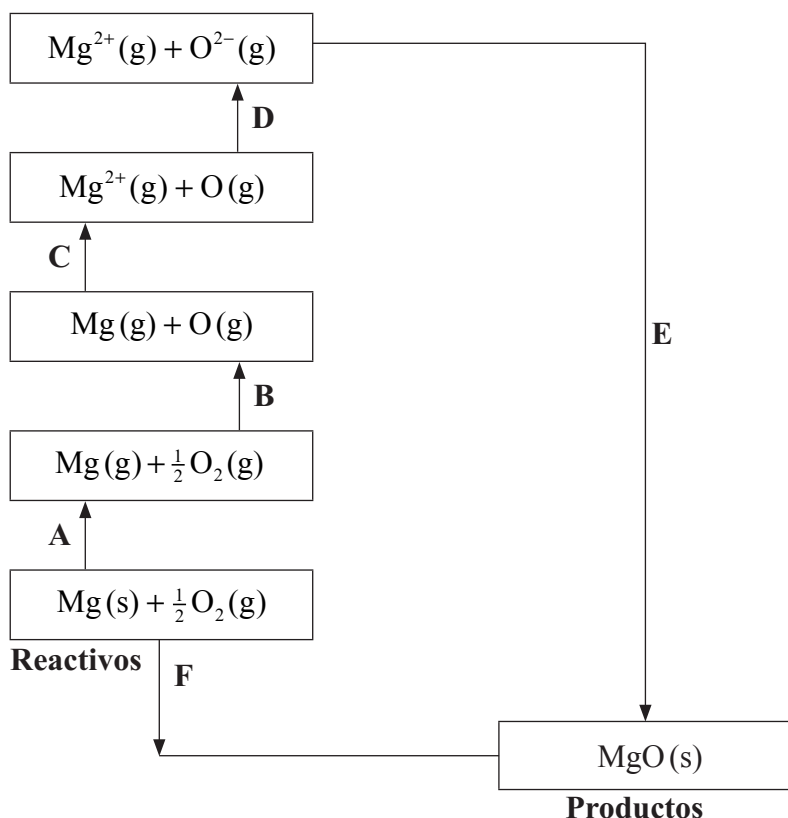 Mg²⁺(g) + O²⁻(g)
D
Mg²⁺(g) + O(g)
C
Mg(g) + O(g)
E
B
Mg(g) + ½O₂(g)
A
Mg(s) + ½O₂(g)
Reactivos
F
MgO(s)
Productos